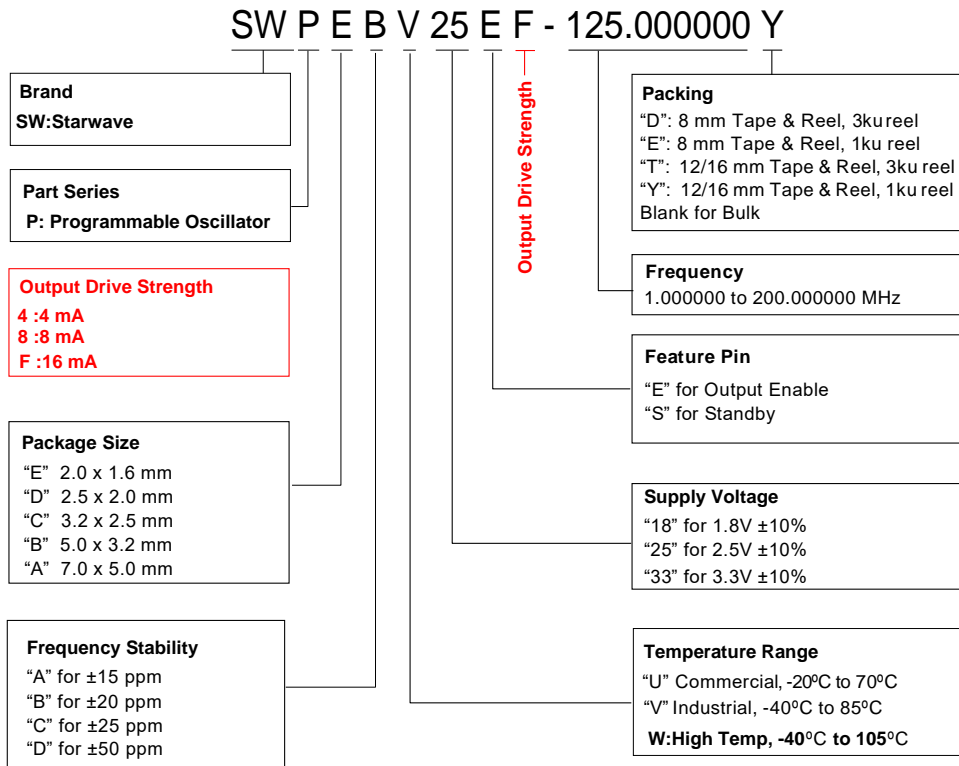 SW P E B V 25 E F - 125.000000 Y
Brand
SW:Starwave
Part Series
P: Programmable Oscillator
Output Drive Strength
4 :4 mA
8 :8 mA
F :16 mA
Package Size
“E” 2.0 x 1.6 mm
“D” 2.5 x 2.0 mm
“C” 3.2 x 2.5 mm
“B” 5.0 x 3.2 mm
“A” 7.0 x 5.0 mm
Frequency Stability
“A” for ±15 ppm
“B” for ±20 ppm
“C” for ±25 ppm
“D” for ±50 ppm
Output Drive Strength
Packing
“D”: 8 mm Tape & Reel, 3ku reel
“E”: 8 mm Tape & Reel, 1ku reel
“T”: 12/16 mm Tape & Reel, 3ku reel
“Y”: 12/16 mm Tape & Reel, 1ku reel
Blank for Bulk
Frequency
1.000000 to 200.000000 MHz
Feature Pin
“E” for Output Enable
“S” for Standby
Supply Voltage
“18” for 1.8V ±10%
“25” for 2.5V ±10%
“33” for 3.3V ±10%
Temperature Range
“U” Commercial, -20ºC to 70ºC
“V” Industrial, -40ºC to 85ºC
W:High Temp, -40ºC to 105ºC